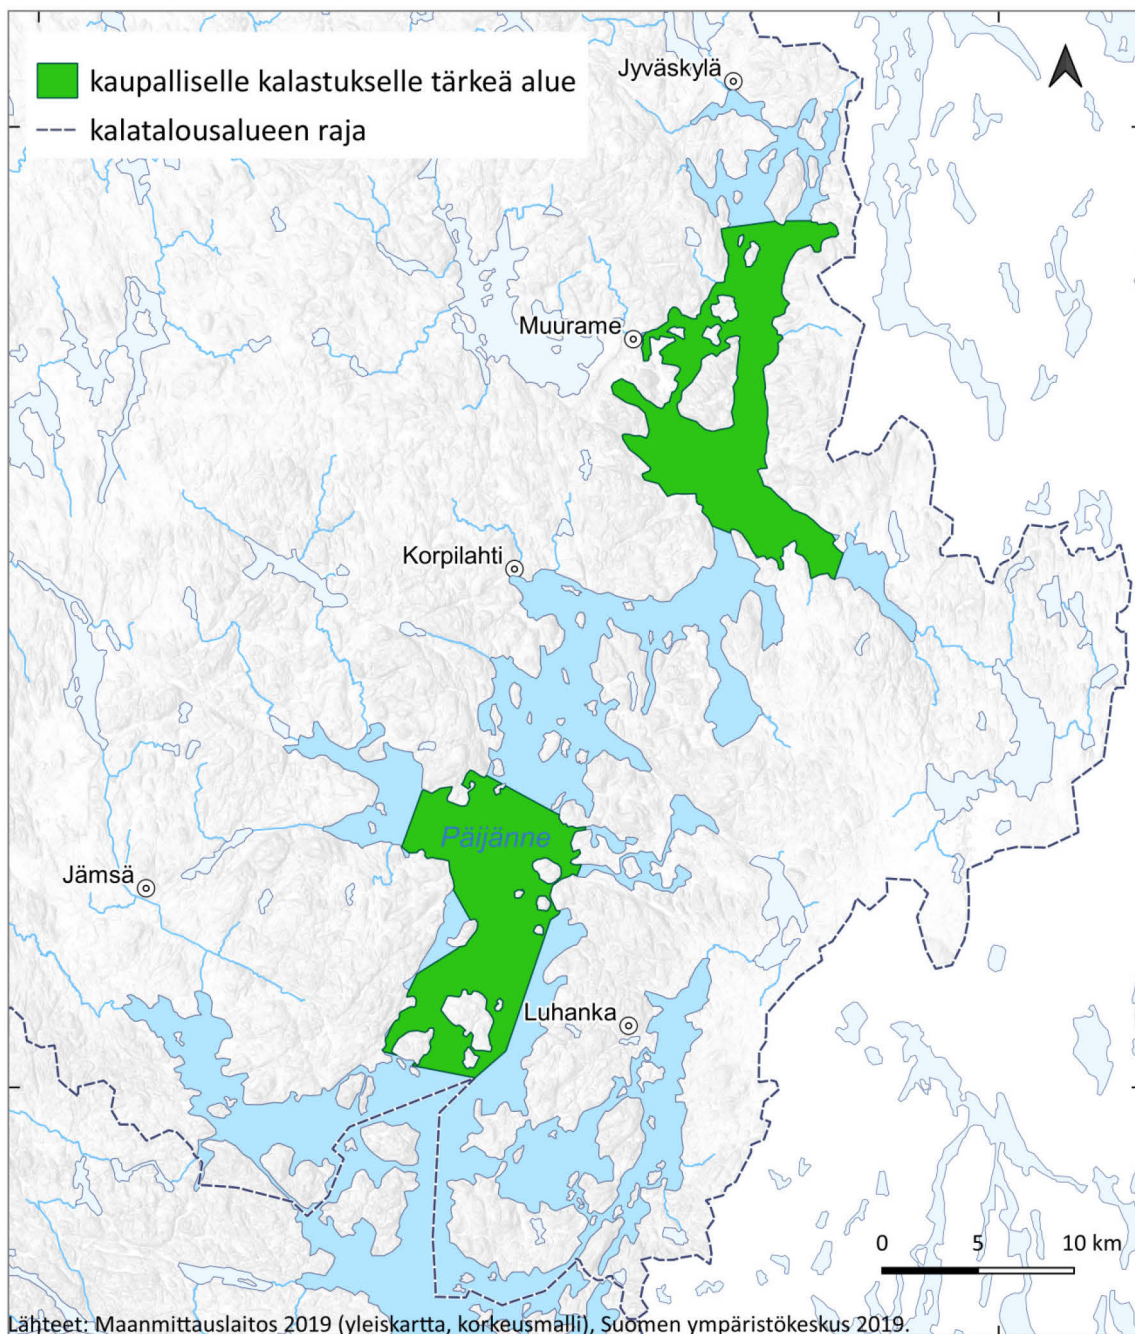 kaupalliselle kalastukselle tärkeä alue
kalatalousalueen raja
Jyväskylä
Muurame
Korpilahti
Päijänne
Jämsä
Luhanka
0 5 10 km
Lähteet: Maanmittauslaitos 2019 (yleiskartta, korkeusmalli), Suomen ympäristökeskus 2019.